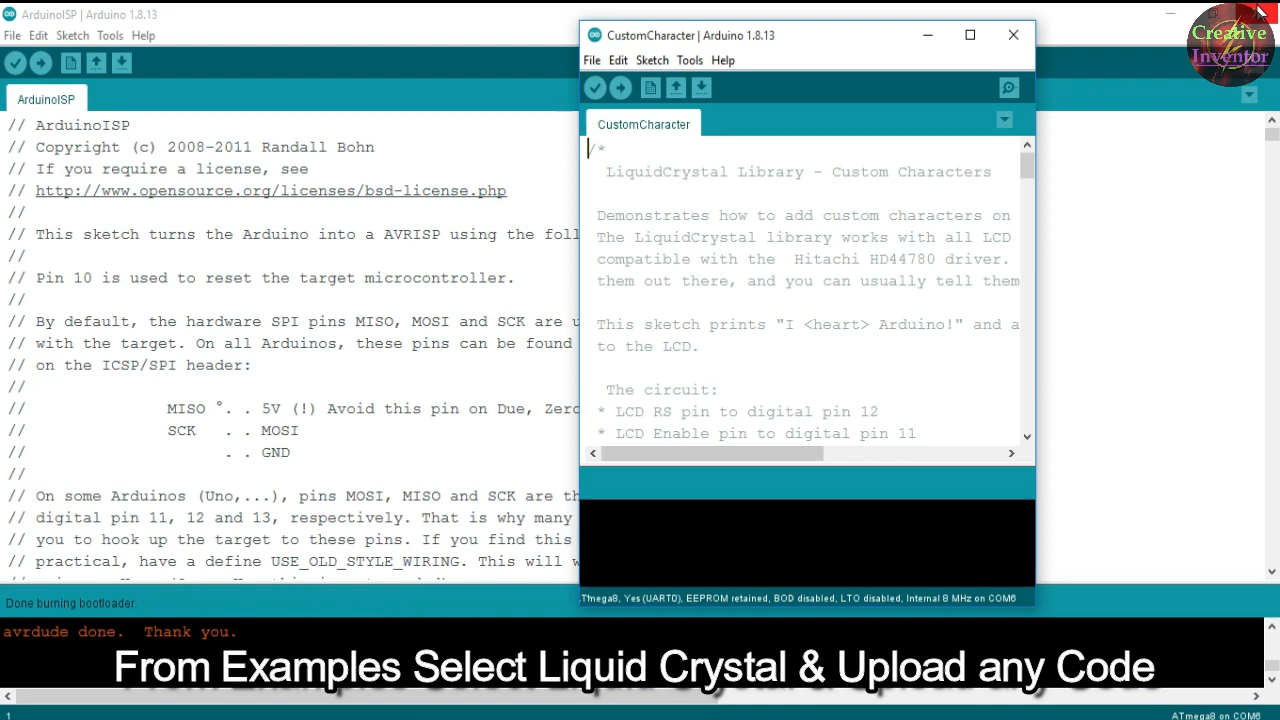 ArduinoISP | Arduino 1.8.13
File Edit Sketch Tools Help
ArduinoISP
// ArduinoISP
// Copyright (c) 2008-2011 Randall Bohn
// If you require a license, see
// http://www.opensource.org/licenses/bsd-license.php
//
// This sketch turns the Arduino into a AVRISP using the foll
//
// Pin 10 is used to reset the target microcontroller.
//
// By default, the hardware SPI pins MISO, MOSI and SCK are u
// with the target. On all Arduinos, these pins can be found
// on the ICSP/SPI header:
//
// MISO °. . 5V (!) Avoid this pin on Due, Zero
// SCK . . MOSI
// . . GND
//
// On some Arduinos (Uno,...), pins MOSI, MISO and SCK are th
// digital pin 11, 12 and 13, respectively. That is why many
// you to hook up the target to these pins. If you find this
// practical, have a define USE_OLD_STYLE_WIRING. This will w
Done burning bootloader.
avrdude done. Thank you.
1
ATmega8 on COM6
CustomCharacter | Arduino 1.8.13
File Edit Sketch Tools Help
CustomCharacter
/*
LiquidCrystal Library - Custom Characters
Demonstrates how to add custom characters on
The LiquidCrystal library works with all LCD
compatible with the Hitachi HD44780 driver.
them out there, and you can usually tell them
This sketch prints "I <heart> Arduino!" and a
to the LCD.
The circuit:
* LCD RS pin to digital pin 12
* LCD Enable pin to digital pin 11
ATmega8, Yes (UART0), EEPROM retained, BOD disabled, LTO disabled, Internal 8 MHz on COM6
Creative
Inventor
From Examples Select Liquid Crystal & Upload any Code